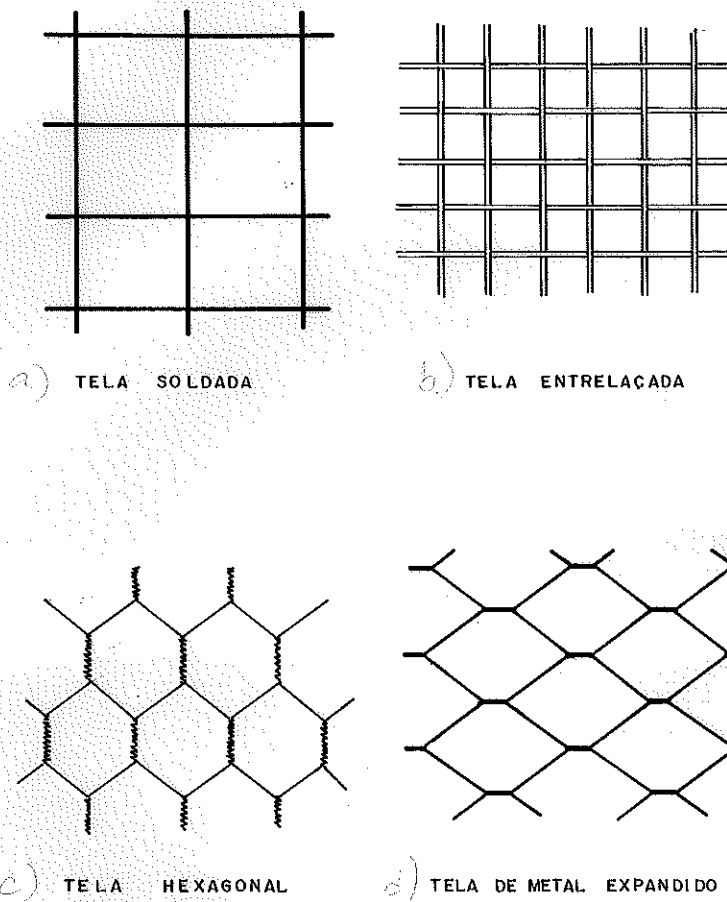 a) TELA SOLDADA
b) TELA ENTRELAÇADA
c) TELA HEXAGONAL
d) TELA DE METAL EXPANDIDO